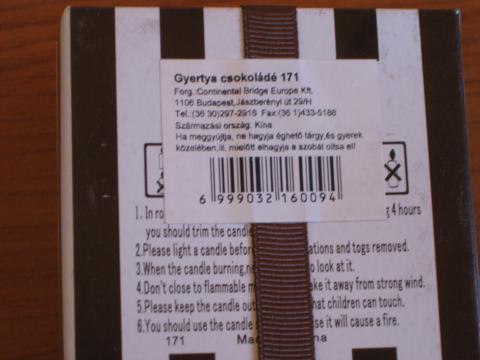 Gyertya csokoládé 171
Forg.:Continental Bridge Europe Kft.
1106 Budapest,Jászberényi út 29/H
Tel.:(36 30)297-2916 Fax:(36 1)433-5186
Származási ország: Kína
Ha meggyújtja, ne hagyja éghető tárgy,és gyerek
közelében,ill. mielőtt elhagyja a szobát oltsa el!
6 999032 160094
1. In ro g 4 hours
you should trim the candle
2.Please light a candle before ations and togs removed.
3.When the candle burning,ne o look at it.
4.Don't close to flammable m ke it away from strong wind.
5.Please keep the candle out hat children can touch.
6.You should use the candle se it will cause a fire.
171 Made